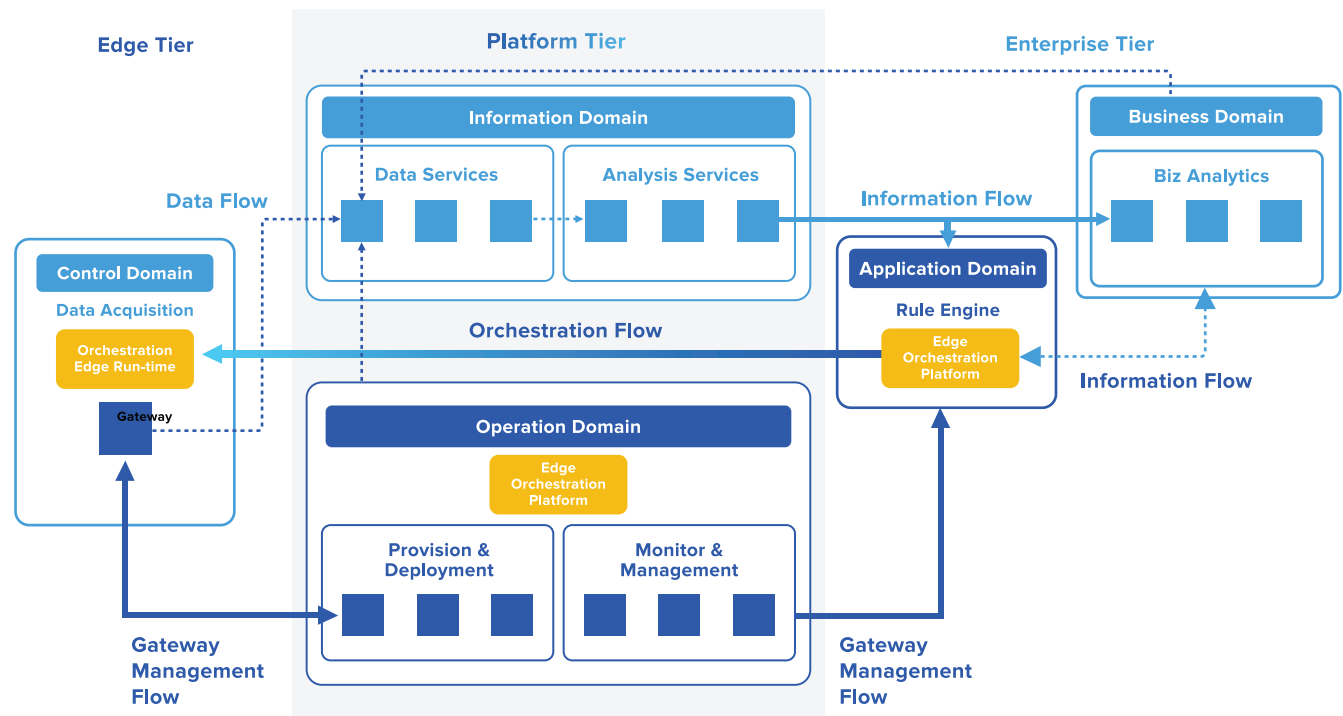 Edge Tier
Platform Tier
Enterprise Tier
Information Domain
Business Domain
Data Services
Analysis Services
Biz Analytics
Data Flow
Information Flow
Control Domain
Application Domain
Data Acquisition
Rule Engine
Orchestration
Edge Run-time
Orchestration Flow
Edge
Orchestration
Platform
Information Flow
Gateway
Operation Domain
Edge
Orchestration
Platform
Provision &
Deployment
Monitor &
Management
Gateway
Management
Flow
Gateway
Management
Flow